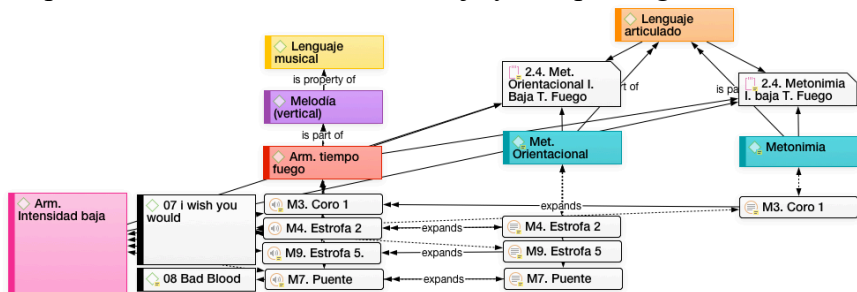 Lenguaje
articulado
Lenguaje
musical
is property of
2.4. Met.
Orientacional I.
Baja T. Fuego
2.4. Metonimia
I. baja T. Fuego
Melodía
(vertical)
is part of
Arm. tiempo
fuego
Met.
Orientacional
Metonimia
Arm.
Intensidad baja
07 i wish you
would
M3. Coro 1
expands
M3. Coro 1
M4. Estrofa 2
expands
M4. Estrofa 2
M9. Estrofa 5.
M9. Estrofa 5
08 Bad Blood
M7. Puente
expands
M7. Puente